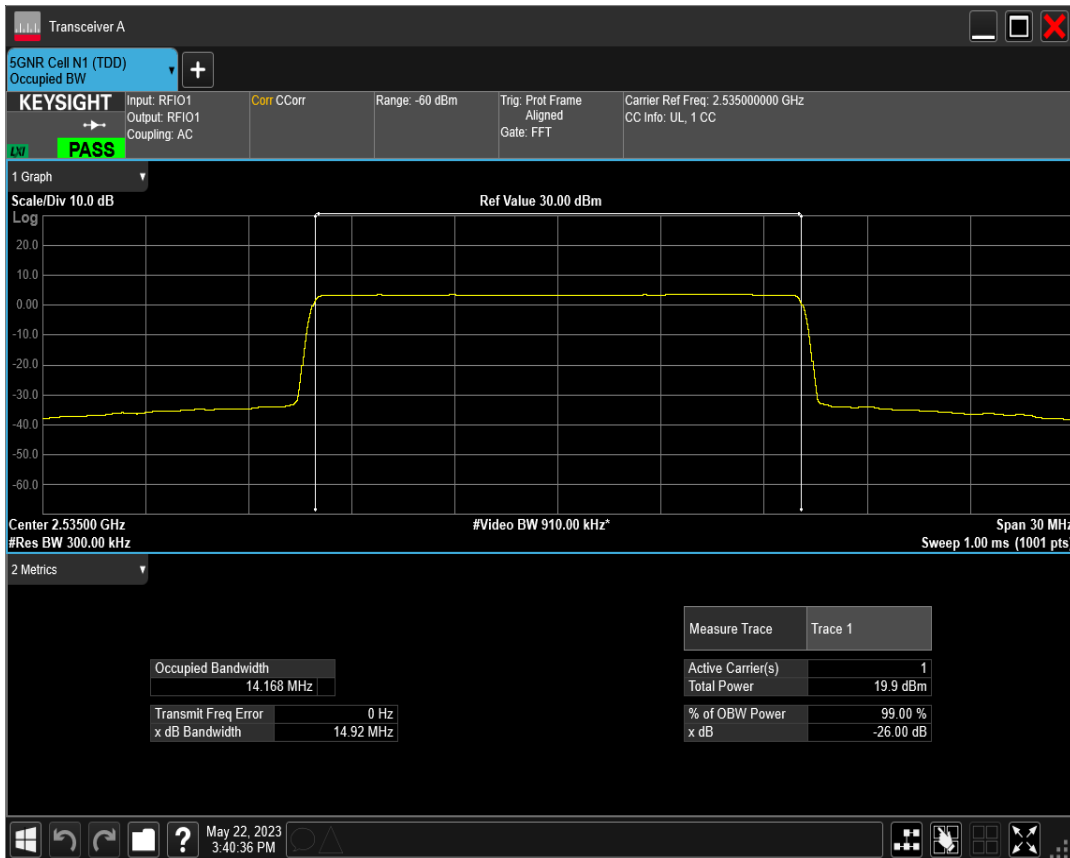 Transceiver A
5GNR Cell N1 (TDD)
Occupied BW
+
KEYSIGHT
LXI
PASS
Input: RFIO1
Output: RFIO1
Coupling: AC
Corr CCorr
Range: -60 dBm
Trig: Prot Frame
Aligned
Gate: FFT
Carrier Ref Freq: 2.535000000 GHz
CC Info: UL, 1 CC
1 Graph
Scale/Div 10.0 dB
Ref Value 30.00 dBm
Log
20.0
10.0
0.00
-10.0
-20.0
-30.0
-40.0
-50.0
-60.0
Center 2.53500 GHz
#Video BW 910.00 kHz*
Span 30 MHz
#Res BW 300.00 kHz
Sweep 1.00 ms (1001 pts)
2 Metrics
Measure Trace Trace 1
Occupied Bandwidth
14.168 MHz
Transmit Freq Error 0 Hz
x dB Bandwidth 14.92 MHz
Active Carrier(s) 1
Total Power 19.9 dBm
% of OBW Power 99.00 %
x dB -26.00 dB
?
May 22, 2023
3:40:36 PM